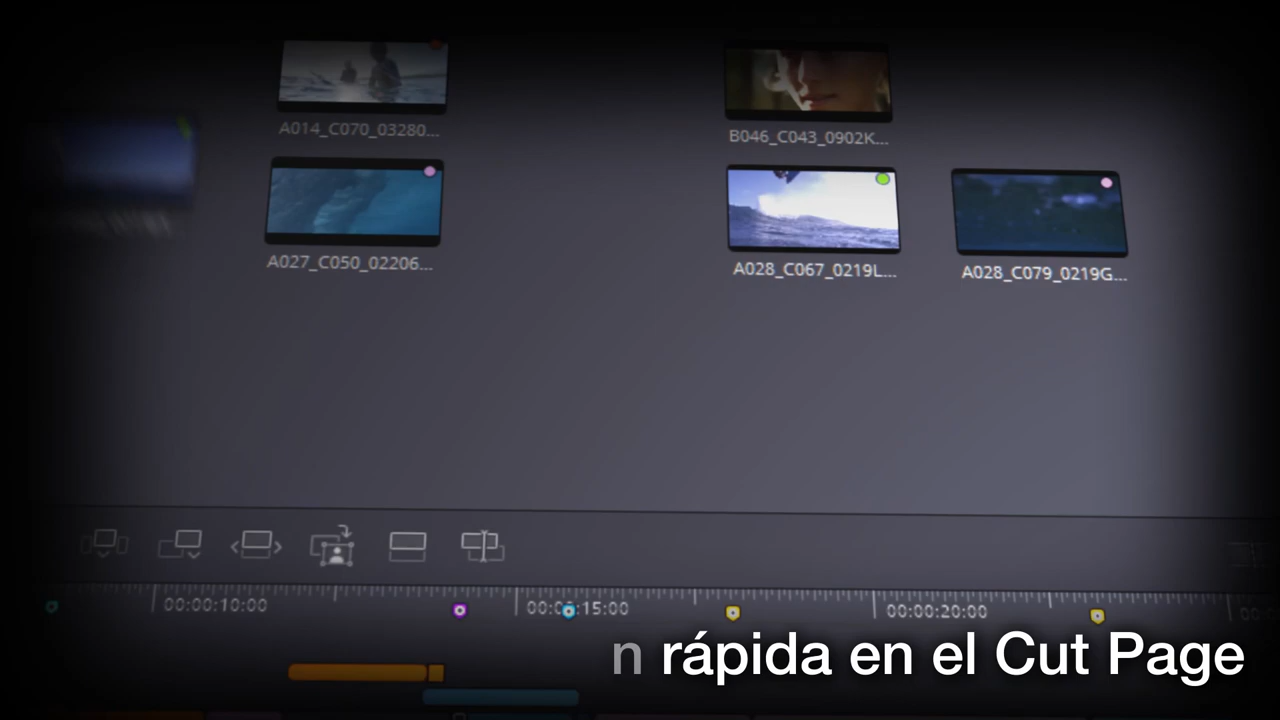 A014_C070_03280...
B046_C043_0902K...
A027_C050_02206...
A028_C067_0219L...
A028_C079_0219G...
00:00:10:00
00:00:15:00
00:00:20:00
n rápida en el Cut Page